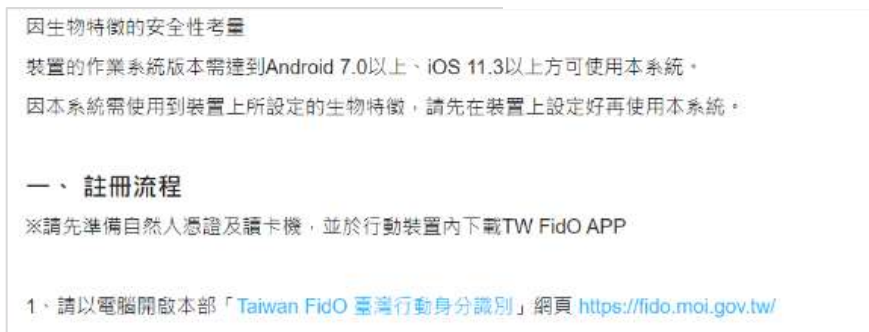 因生物特徵的安全性考量
裝置的作業系統版本需達到Android 7.0以上、iOS 11.3以上方可使用本系統。
因本系統需使用到裝置上所設定的生物特徵，請先在裝置上設定好再使用本系統。
一、 註冊流程
※請先準備自然人憑證及讀卡機，並於行動裝置內下載TW FidO APP
1、請以電腦開啟本部「Taiwan FidO 臺灣行動身分識別」網頁 https://fido.moi.gov.tw/